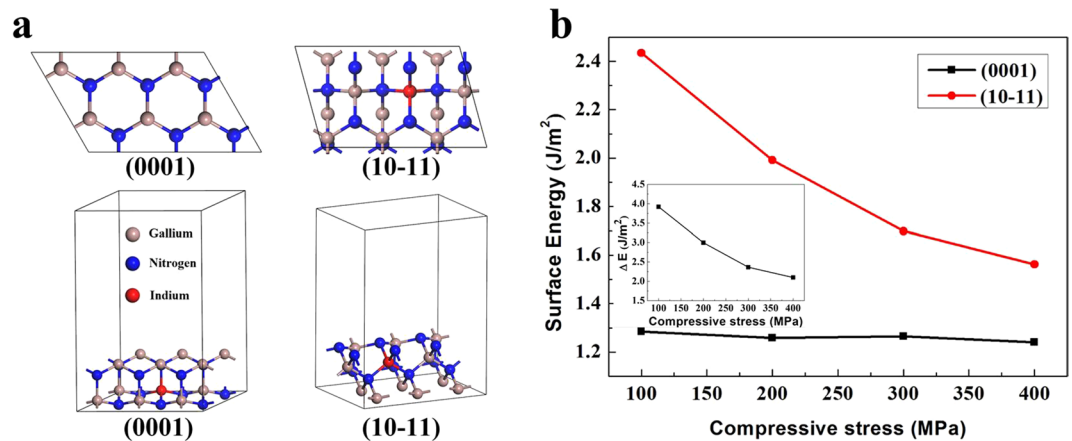 a
(0001)
(10-11)
Gallium
Nitrogen
Indium
(0001)
(10-11)
b
Surface Energy (J/m²)
2.4
2.2
2.0
1.8
1.6
1.4
1.2
(0001)
(10-11)
Δ E (J/m²)
4.5
4.0
3.5
3.0
2.5
2.0
1.5
100 150 200 250 300 350 400
Compressive stress (MPa)
100 150 200 250 300 350 400
Compressive stress (MPa)